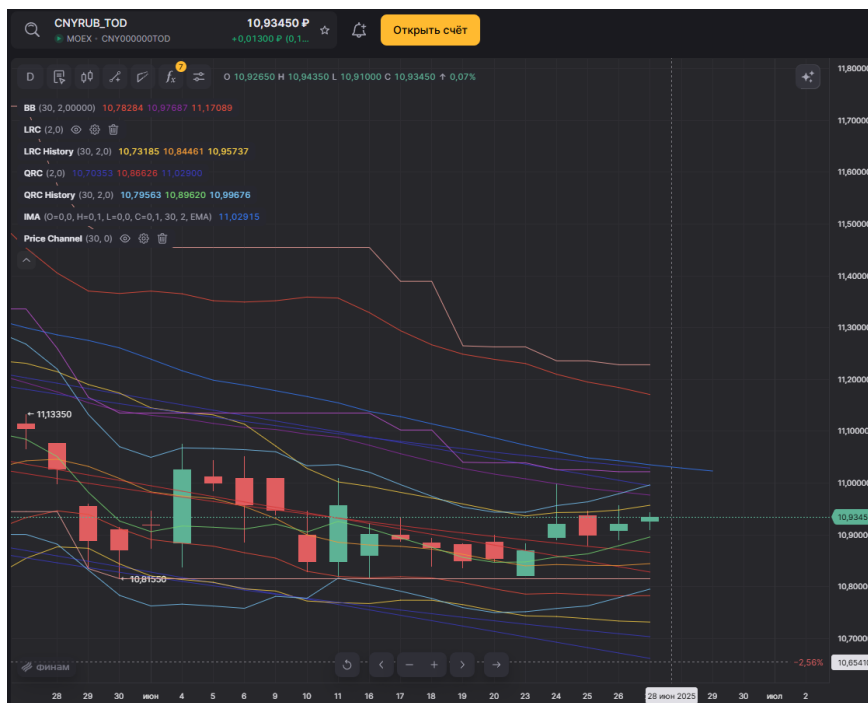 CNYRUB_TOD
MOEX • CNY000000TOD
10,93450 ₽
+0,01300 ₽ (0,1...
Открыть счёт
D
fx
7
O 10,92650 H 10,94350 L 10,91000 C 10,93450 ↑ 0,07%
BB (30, 2,00000) 10,78284 10,97687 11,17089
LRC (2,0)
LRC History (30, 2,0) 10,73185 10,84461 10,95737
QRC (2,0) 10,70353 10,86626 11,02900
QRC History (30, 2,0) 10,79563 10,89620 10,99676
IMA (O=0,0, H=0,1, L=0,0, C=0,1, 30, 2, EMA) 11,02915
Price Channel (30, 0)
11,80000
11,70000
11,60000
11,50000
11,40000
11,30000
11,20000
11,10000
11,00000
10,9345
10,90000
10,80000
10,70000
← 11,13350
← 10,81550
-2,56%
10,65410
финам
28 29 30 июн 4 5 6 9 10 11 16 17 18 19 20 23 24 25 26 28 июн 2025 29 30 июл 2